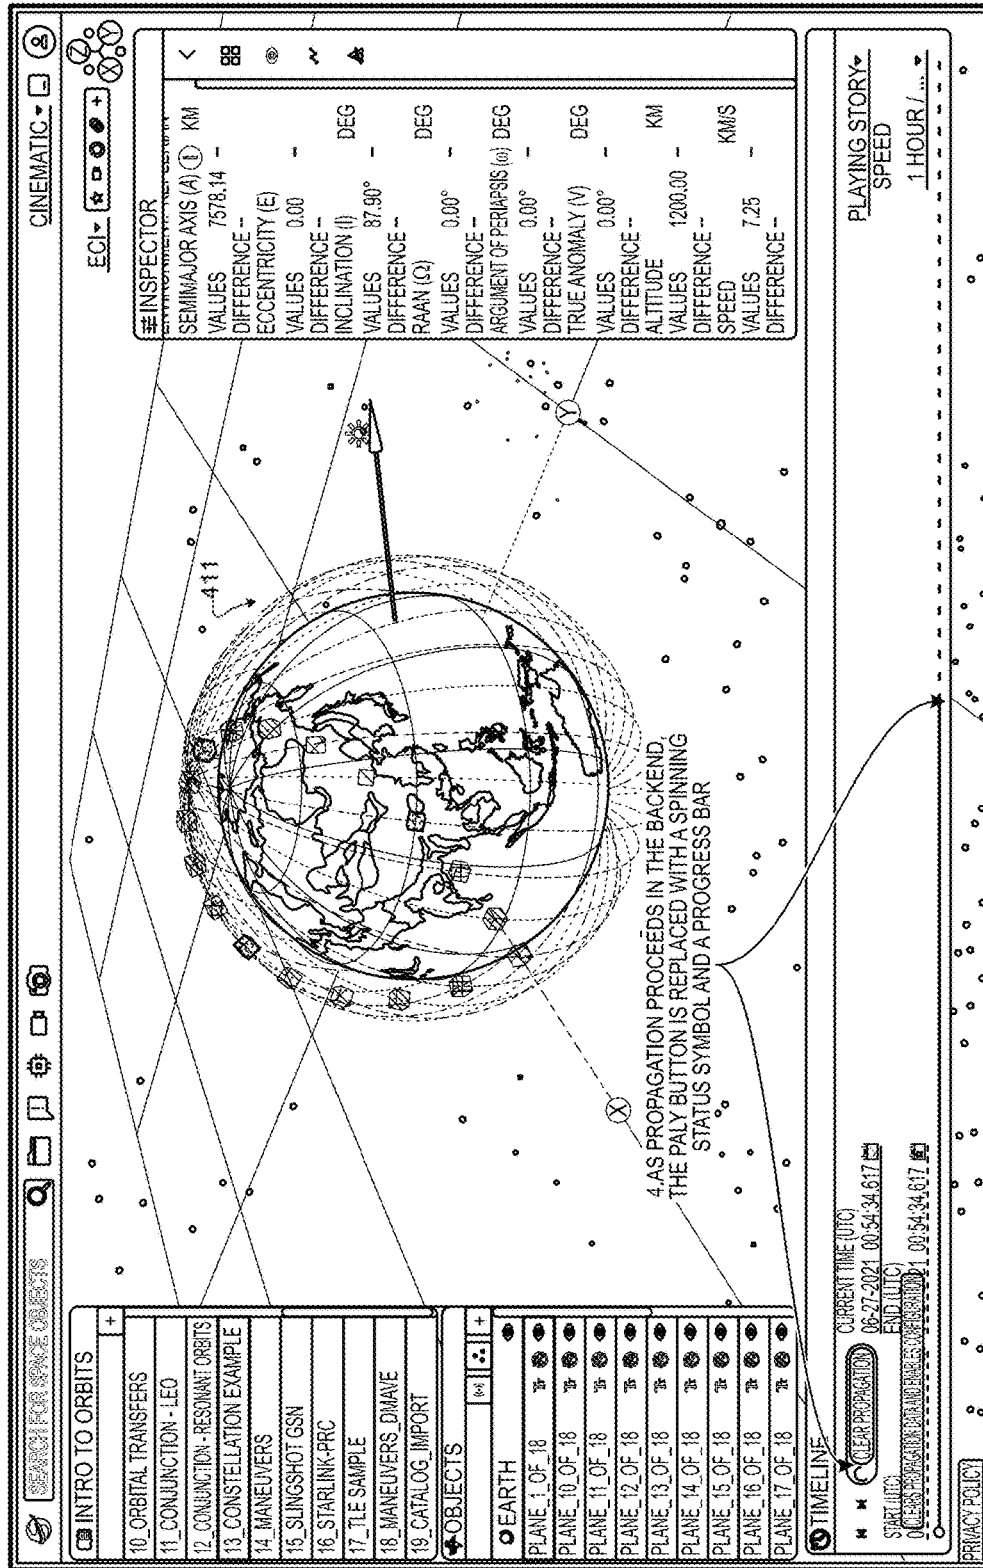 SEARCH FOR SPACE OBJECTS
CINEMATIC
INTRO TO ORBITS
+
10_ORBITAL TRANSFERS
11_CONJUNCTION - LEO
12_CONJUNCTION - RESONANT ORBITS
13_CONSTELLATION EXAMPLE
14_MANEUVERS
15_SLINGSHOT GSN
16_STARLINK-PRC
17_TLE SAMPLE
18_MANEUVERS_DMAVE
19_CATALOG_IMPORT
OBJECTS
+
EARTH
PLANE_1_OF_18
PLANE_10_OF_18
PLANE_11_OF_18
PLANE_12_OF_18
PLANE_13_OF_18
PLANE_14_OF_18
PLANE_15_OF_18
PLANE_16_OF_18
PLANE_17_OF_18
411
X
Y
4.AS PROPAGATION PROCEEDS IN THE BACKEND,
THE PALY BUTTON IS REPLACED WITH A SPINNING
STATUS SYMBOL AND A PROGRESS BAR
ECI
Z
X
Y
INSPECTOR
SEMIMAJOR AXIS (A) KM
VALUES 7578.14 -
DIFFERENCE --
ECCENTRICITY (E)
VALUES 0.00 -
DIFFERENCE --
INCLINATION (I) DEG
VALUES 87.90° -
DIFFERENCE --
RAAN (Ω) DEG
VALUES 0.00° -
DIFFERENCE --
ARGUMENT OF PERIAPSIS (ω) DEG
VALUES 0.00° -
DIFFERENCE --
TRUE ANOMALY (V) DEG
VALUES 0.00° -
DIFFERENCE --
ALTITUDE KM
VALUES 1200.00 -
DIFFERENCE --
SPEED KM/S
VALUES 7.25 -
DIFFERENCE --
TIMELINE
CLEAR PROPAGATION
CURRENT TIME (UTC)
06-27-2021 00:54:34.617
START (UTC)
END (UTC)
CLEARS PROPAGATION DATA AND ENABLES CONFIGURATION
21 00:54:34.617
PLAYING STORY
SPEED
1 HOUR / ...
PRIVACY POLICY